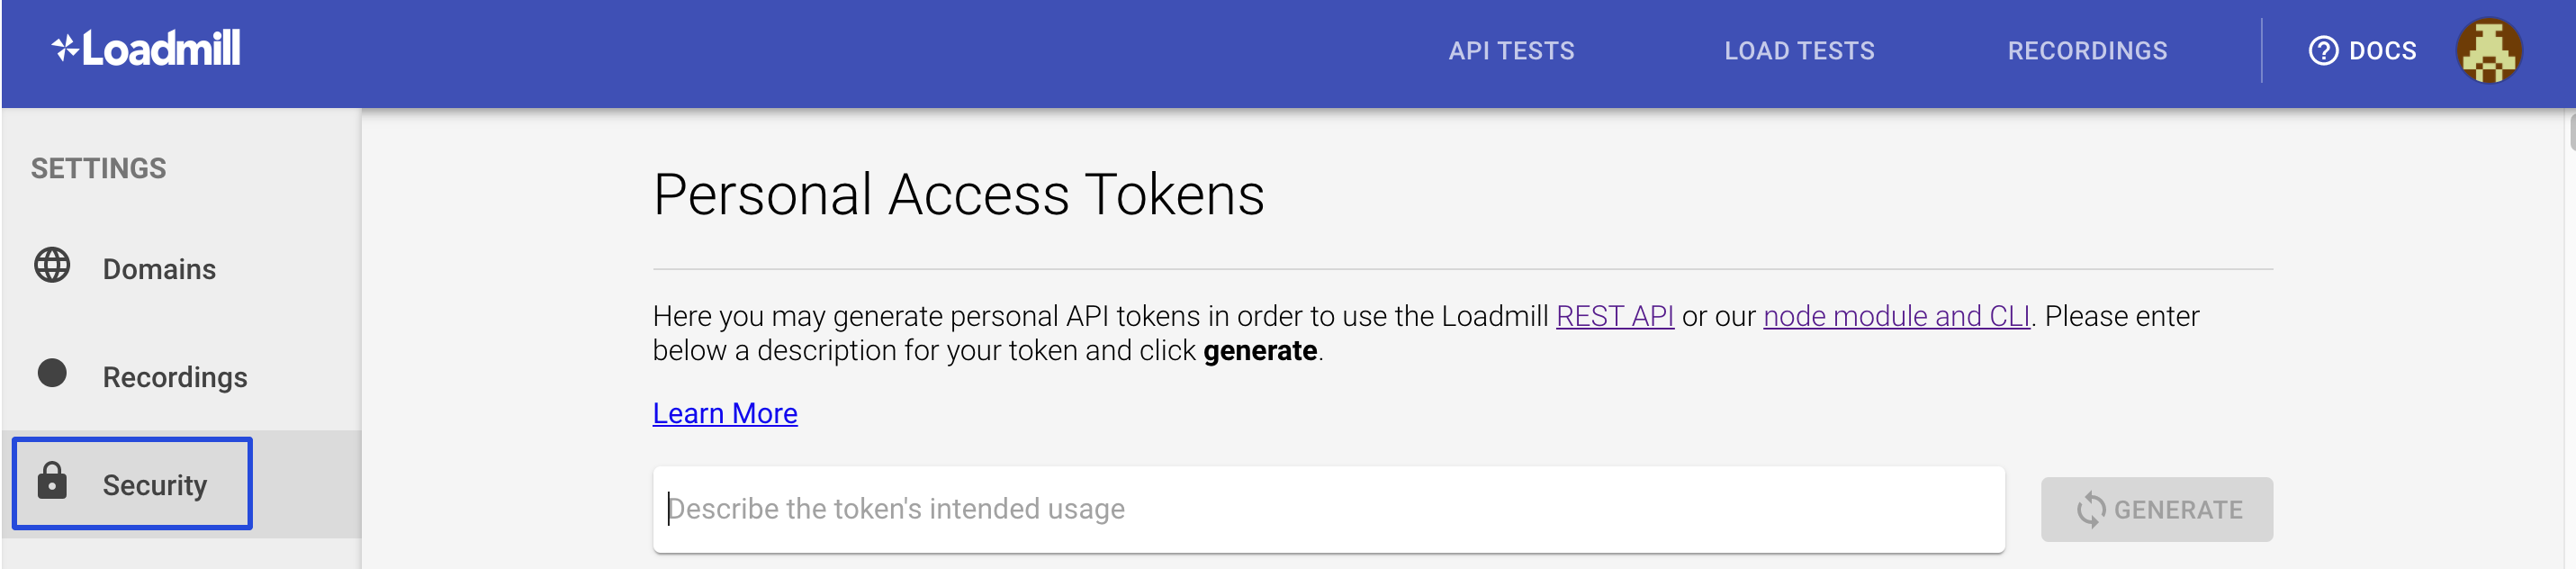 Loadmill
API TESTS
LOAD TESTS
RECORDINGS
DOCS
SETTINGS
Domains
Recordings
Security
Personal Access Tokens
Here you may generate personal API tokens in order to use the Loadmill REST API or our node module and CLI. Please enter
below a description for your token and click generate.
Learn More
Describe the token's intended usage
GENERATE